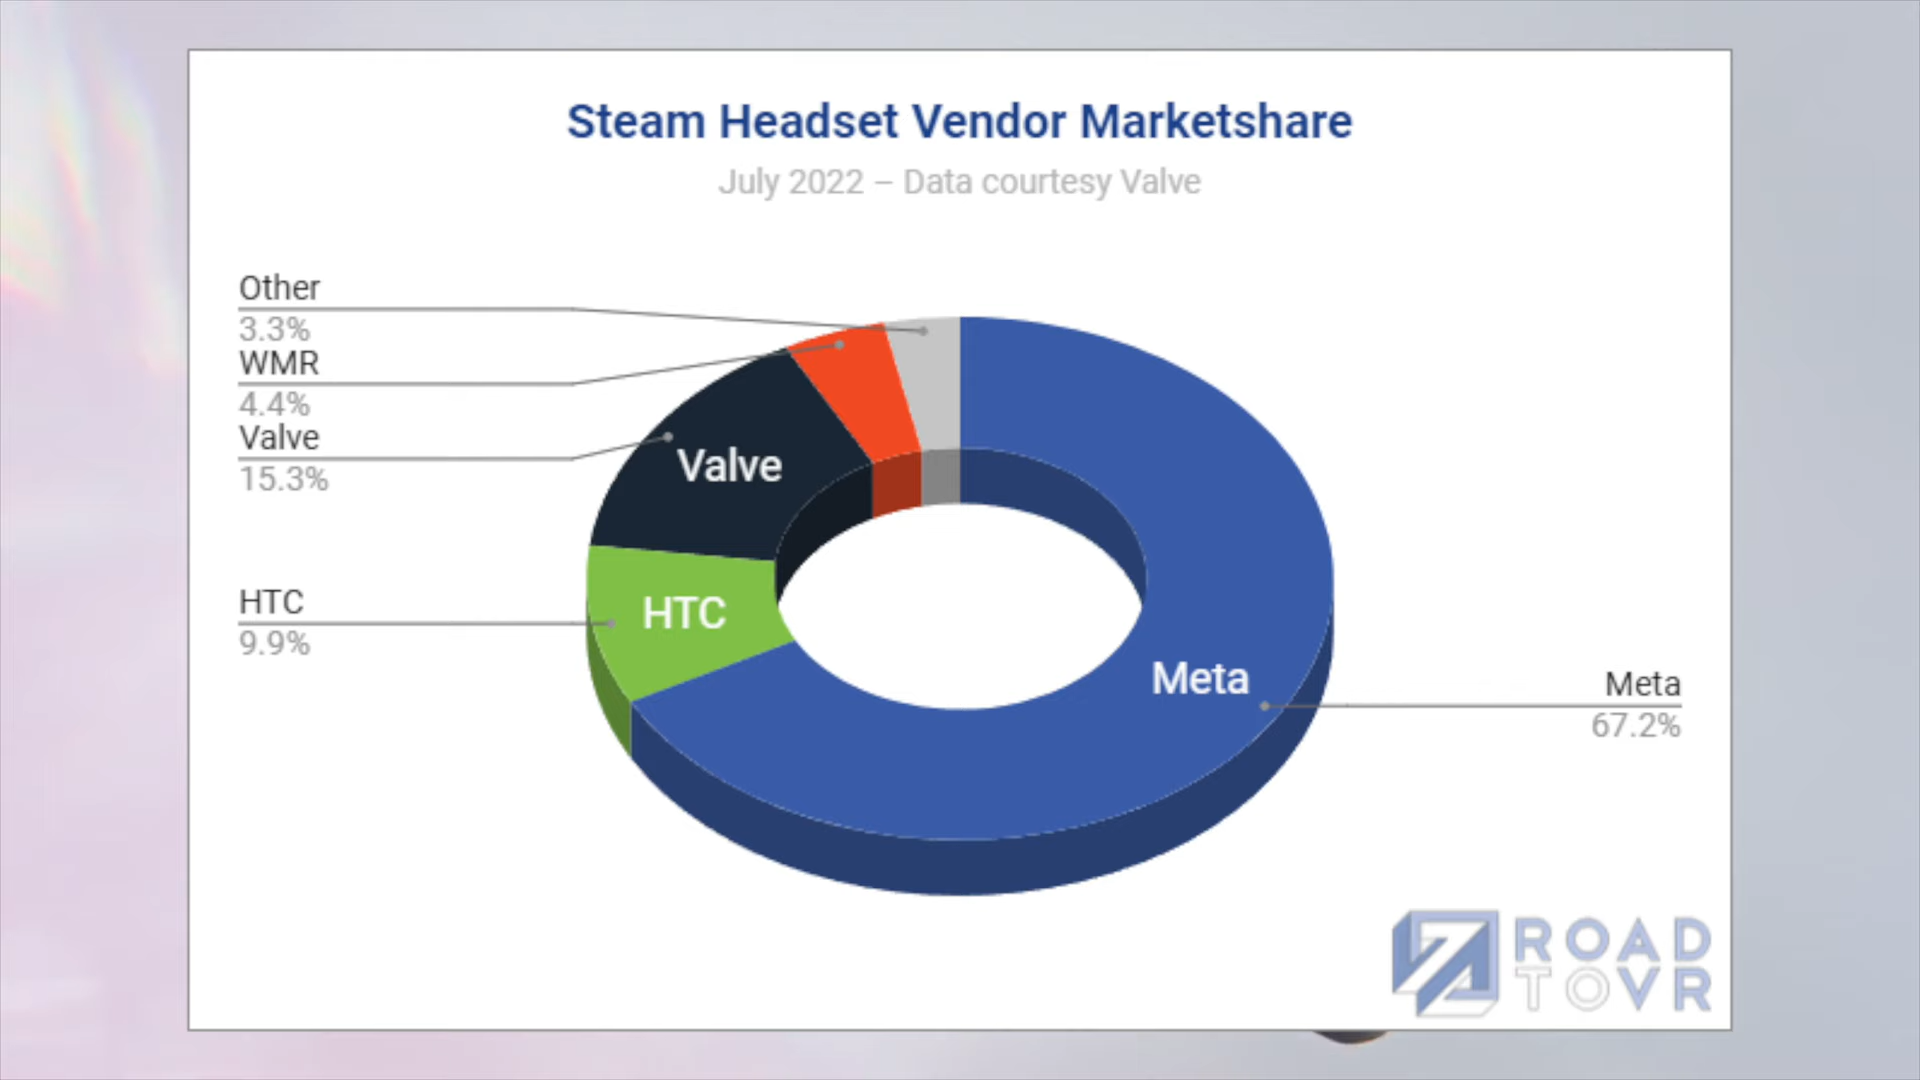 Steam Headset Vendor Marketshare
July 2022 – Data courtesy Valve
Other
3.3%
WMR
4.4%
Valve
15.3%
Valve
HTC
9.9%
HTC
Meta
Meta
67.2%
ROAD
TOVR